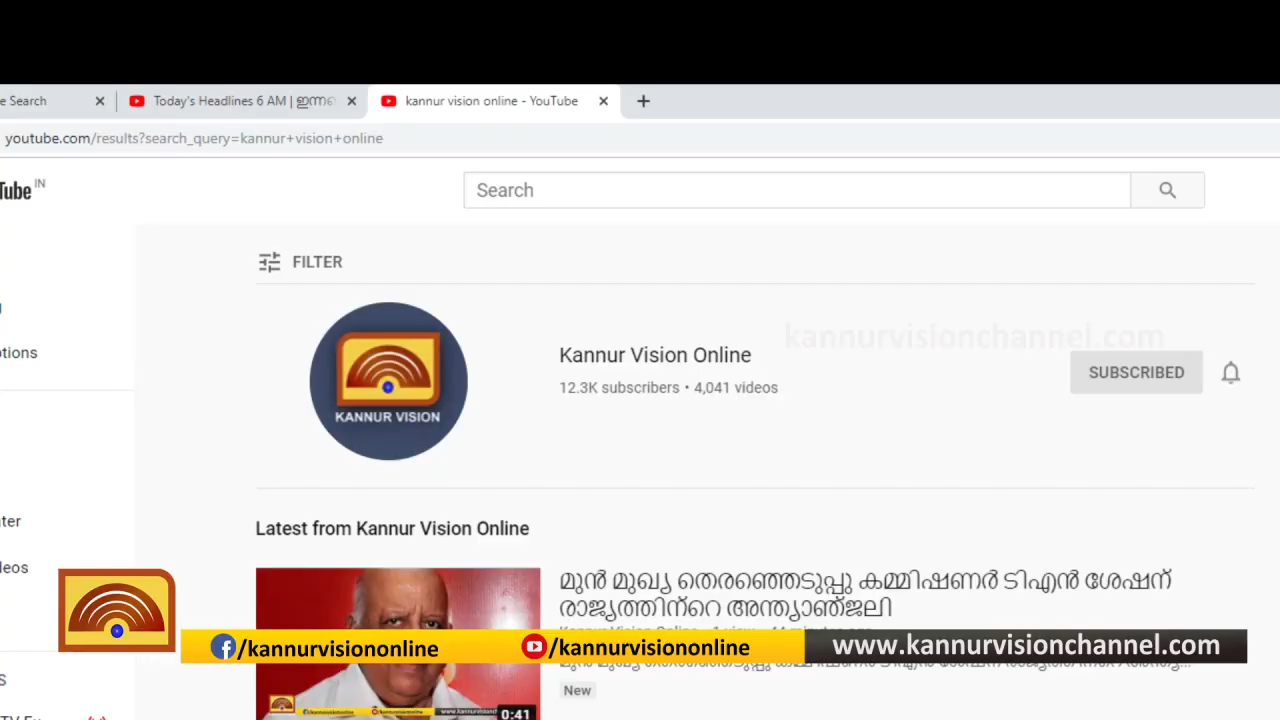 e Search
Today's Headlines 6 AM | ഇന്നത്
kannur vision online - YouTube
youtube.com/results?search_query=kannur+vision+online
Tube IN
Search
FILTER
KANNUR VISION
kannurvisionchannel.com
Kannur Vision Online
12.3K subscribers • 4,041 videos
SUBSCRIBED
ptions
Latest from Kannur Vision Online
ter
eos
മുൻ മുഖ്യ തെരഞ്ഞെടുപ്പു കമ്മിഷണർ ടിഎൻ ശേഷന്
രാജ്യത്തിന്റെ അന്ത്യാഞ്ജലി
/kannurvisiononline
/kannurvisiononline
www.kannurvisionchannel.com
New
0:41